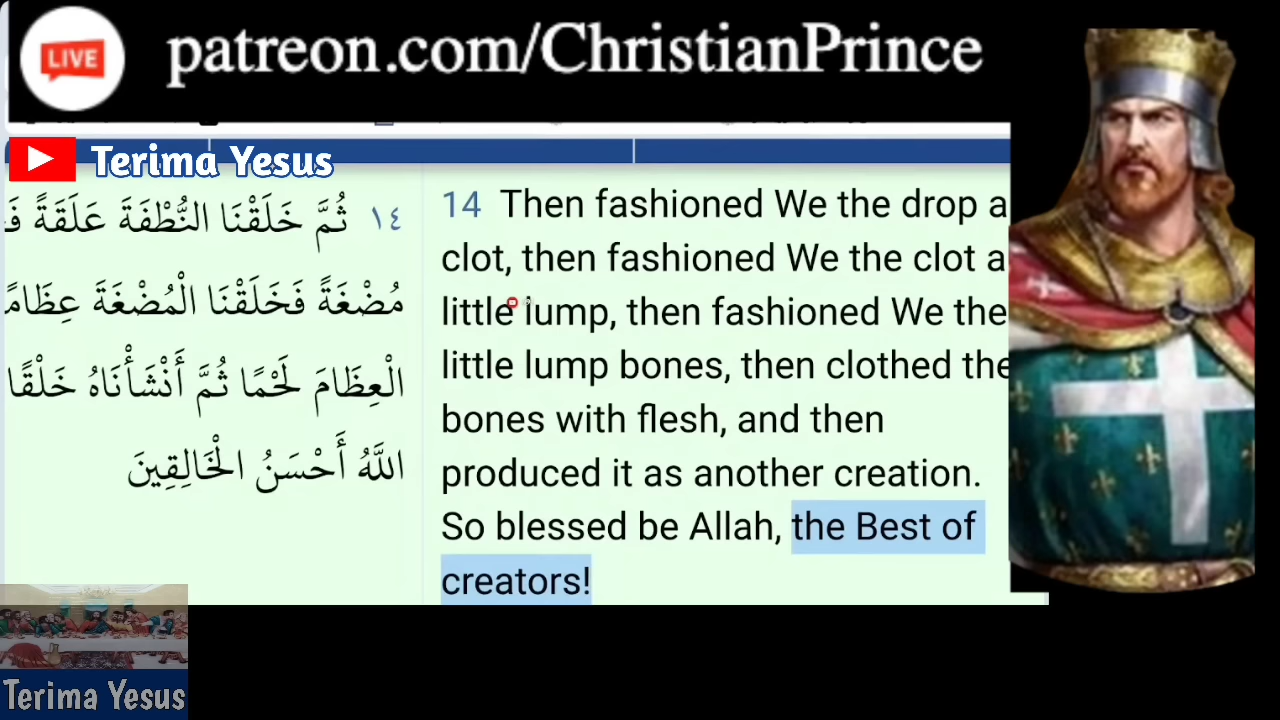 LIVE
patreon.com/ChristianPrince
Terima Yesus
١٤ ثُمَّ خَلَقْنَا النُّطْفَةَ عَلَقَةً
مُضْغَةً فَخَلَقْنَا الْمُضْغَةَ عِظَامًا
الْعِظَامَ لَحْمًا ثُمَّ أَنْشَأْنَاهُ خَلْقًا
اللَّهُ أَحْسَنُ الْخَالِقِينَ
14 Then fashioned We the drop a
clot, then fashioned We the clot a
little lump, then fashioned We the
little lump bones, then clothed the
bones with flesh, and then
produced it as another creation.
So blessed be Allah, the Best of
creators!
Terima Yesus